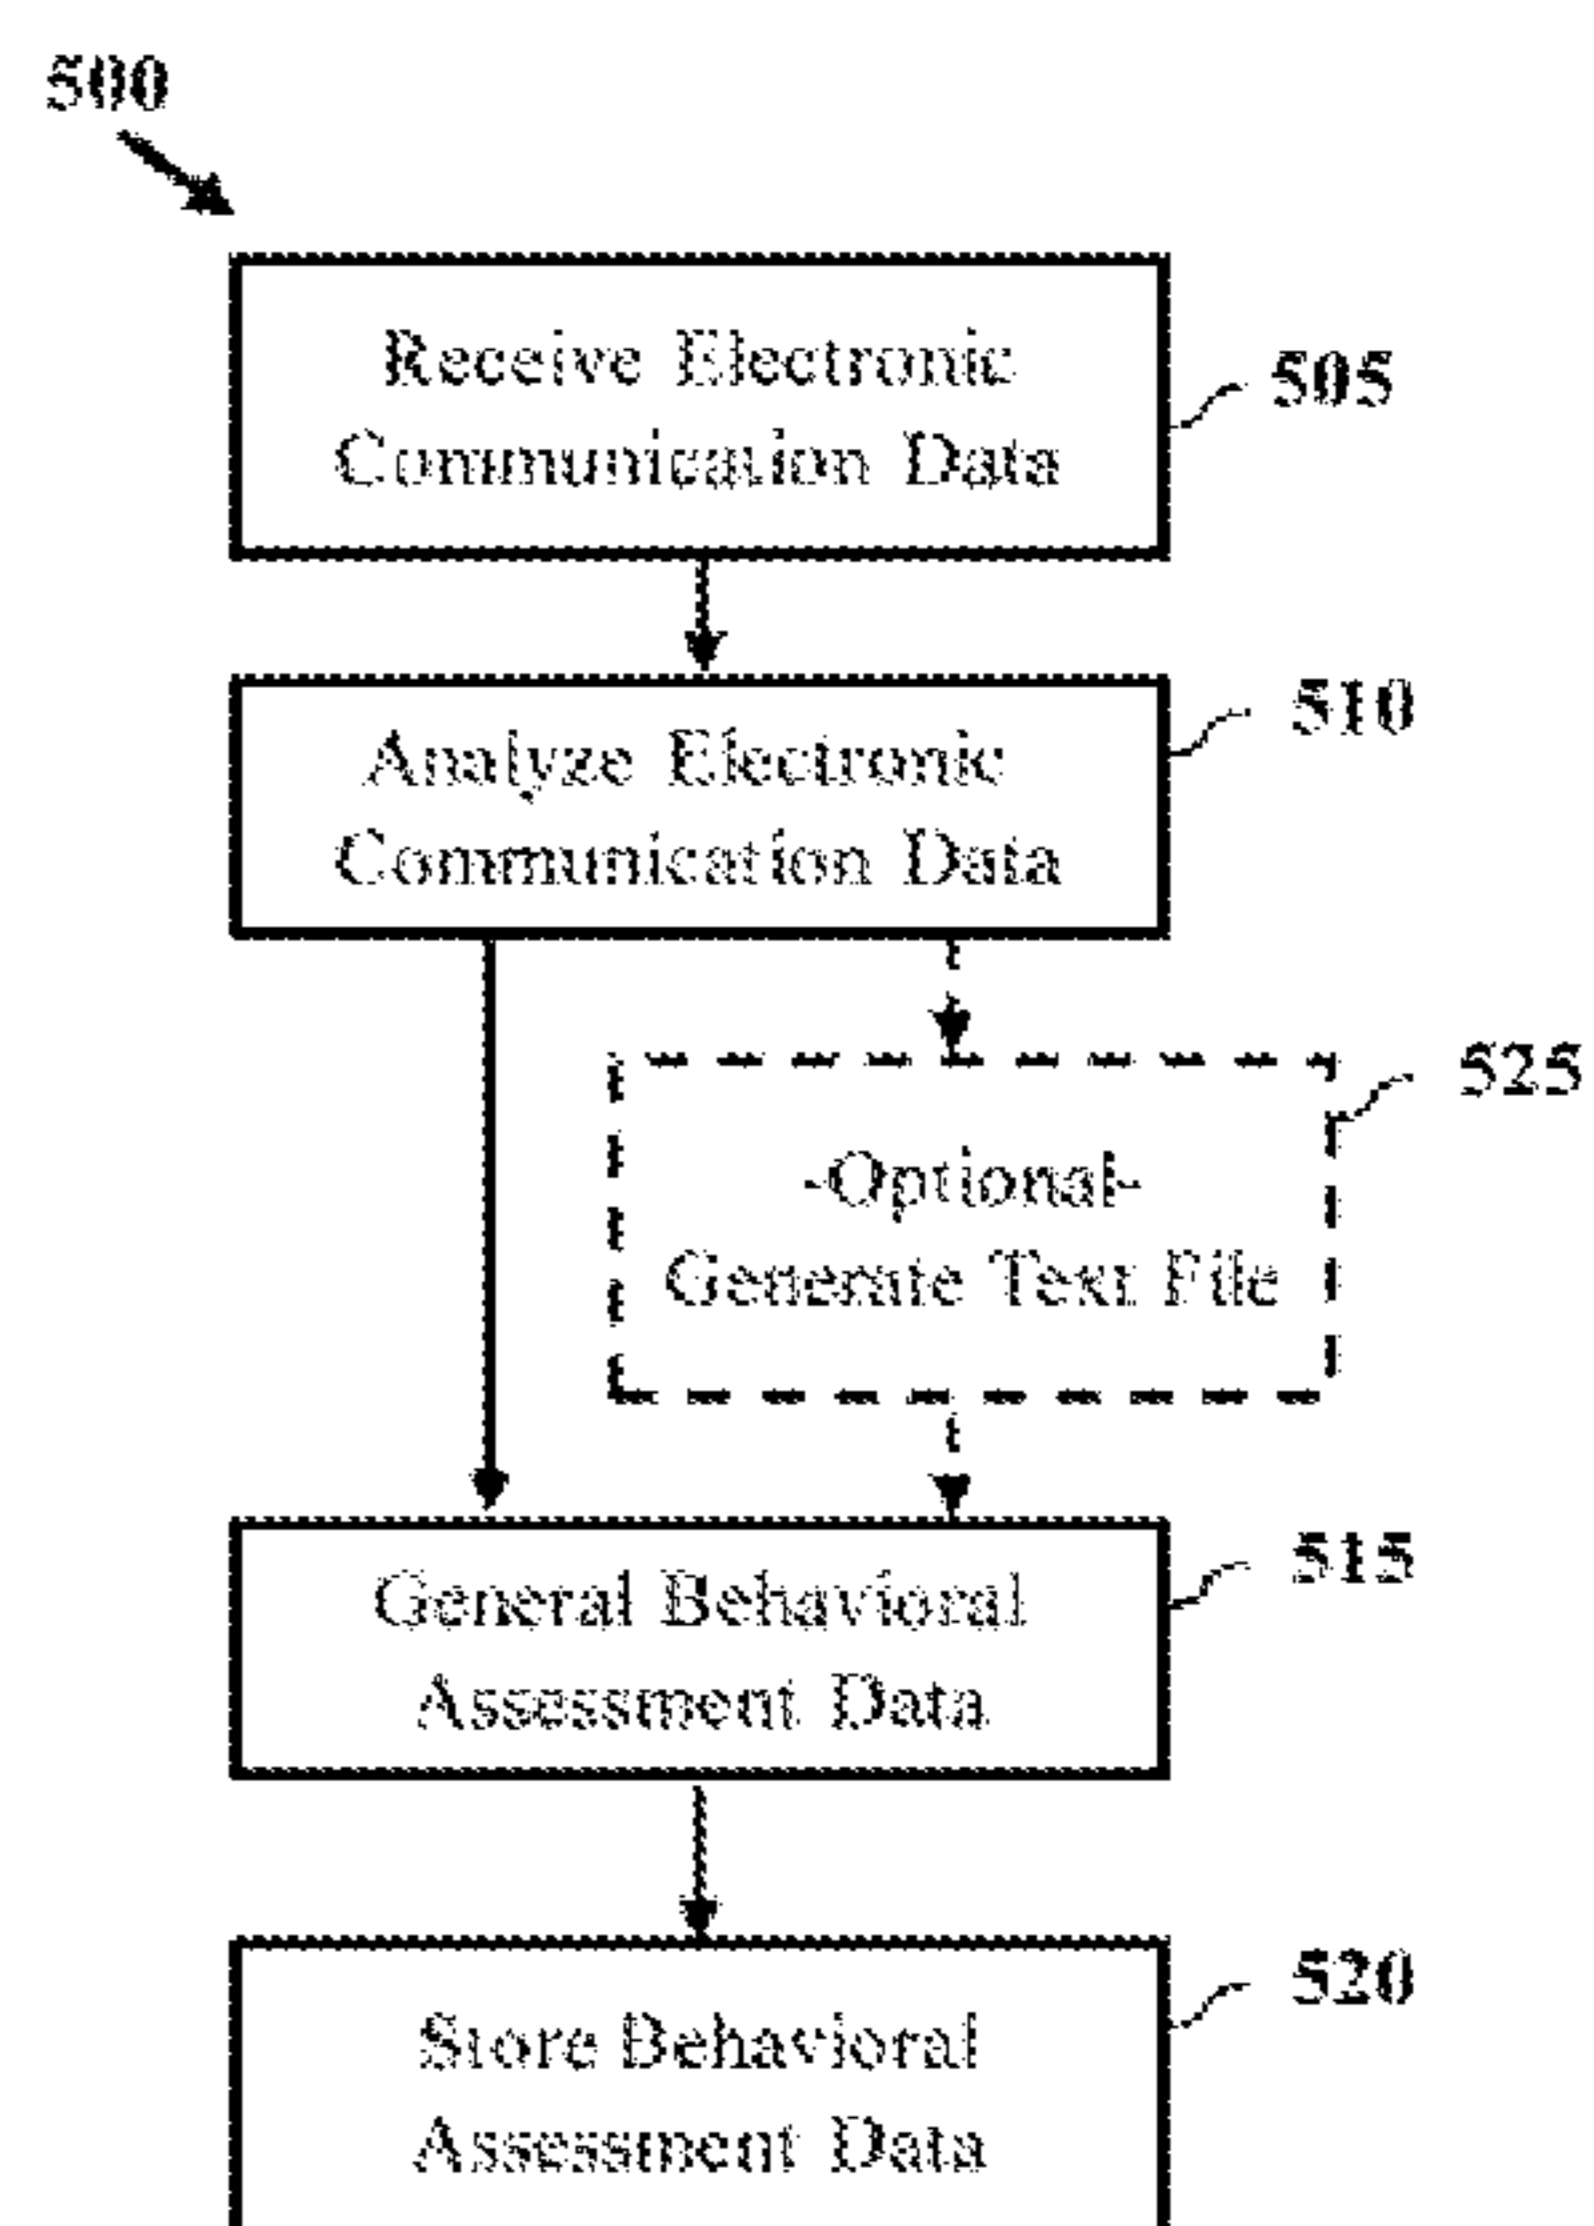 500
Receive Electronic
Communication Data
505
Analyze Electronic
Communication Data
510
-Optional-
Generate Text File
525
General Behavioral
Assessment Data
515
Store Behavioral
Assessment Data
520